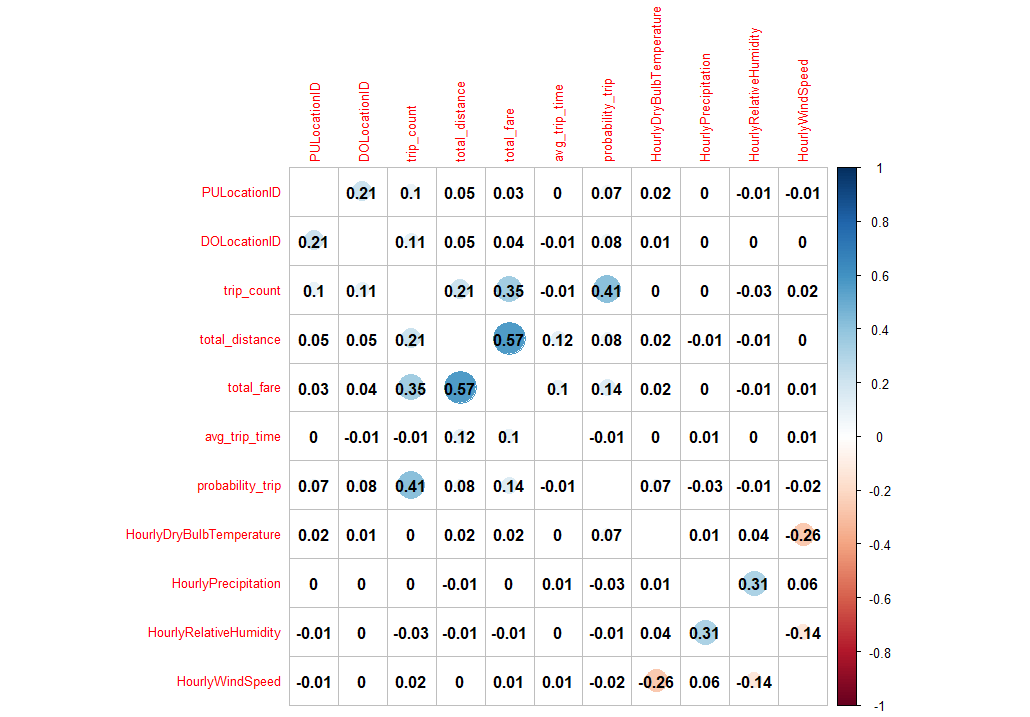 PULocationID DOLocationID trip_count total_distance total_fare avg_trip_time probability_trip HourlyDryBulbTemperature HourlyPrecipitation HourlyRelativeHumidity HourlyWindSpeed
PULocationID 0.21 0.1 0.05 0.03 0 0.07 0.02 0 -0.01 -0.01
DOLocationID 0.21 0.11 0.05 0.04 -0.01 0.08 0.01 0 0 0
trip_count 0.1 0.11 0.21 0.35 -0.01 0.41 0 0 -0.03 0.02
total_distance 0.05 0.05 0.21 0.57 0.12 0.08 0.02 -0.01 -0.01 0
total_fare 0.03 0.04 0.35 0.57 0.1 0.14 0.02 0 -0.01 0.01
avg_trip_time 0 -0.01 -0.01 0.12 0.1 -0.01 0 0.01 0 0.01
probability_trip 0.07 0.08 0.41 0.08 0.14 -0.01 0.07 -0.03 -0.01 -0.02
HourlyDryBulbTemperature 0.02 0.01 0 0.02 0.02 0 0.07 0.01 0.04 -0.26
HourlyPrecipitation 0 0 0 -0.01 0 0.01 -0.03 0.01 0.31 0.06
HourlyRelativeHumidity -0.01 0 -0.03 -0.01 -0.01 0 -0.01 0.04 0.31 -0.14
HourlyWindSpeed -0.01 0 0.02 0 0.01 0.01 -0.02 -0.26 0.06 -0.14
1
0.8
0.6
0.4
0.2
0
-0.2
-0.4
-0.6
-0.8
-1